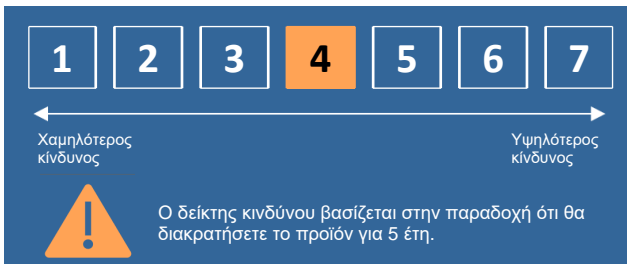 1 2 3 4 5 6 7
Χαμηλότερος
κίνδυνος
Υψηλότερος
κίνδυνος
!
Ο δείκτης κινδύνου βασίζεται στην παραδοχή ότι θα
διακρατήσετε το προϊόν για 5 έτη.